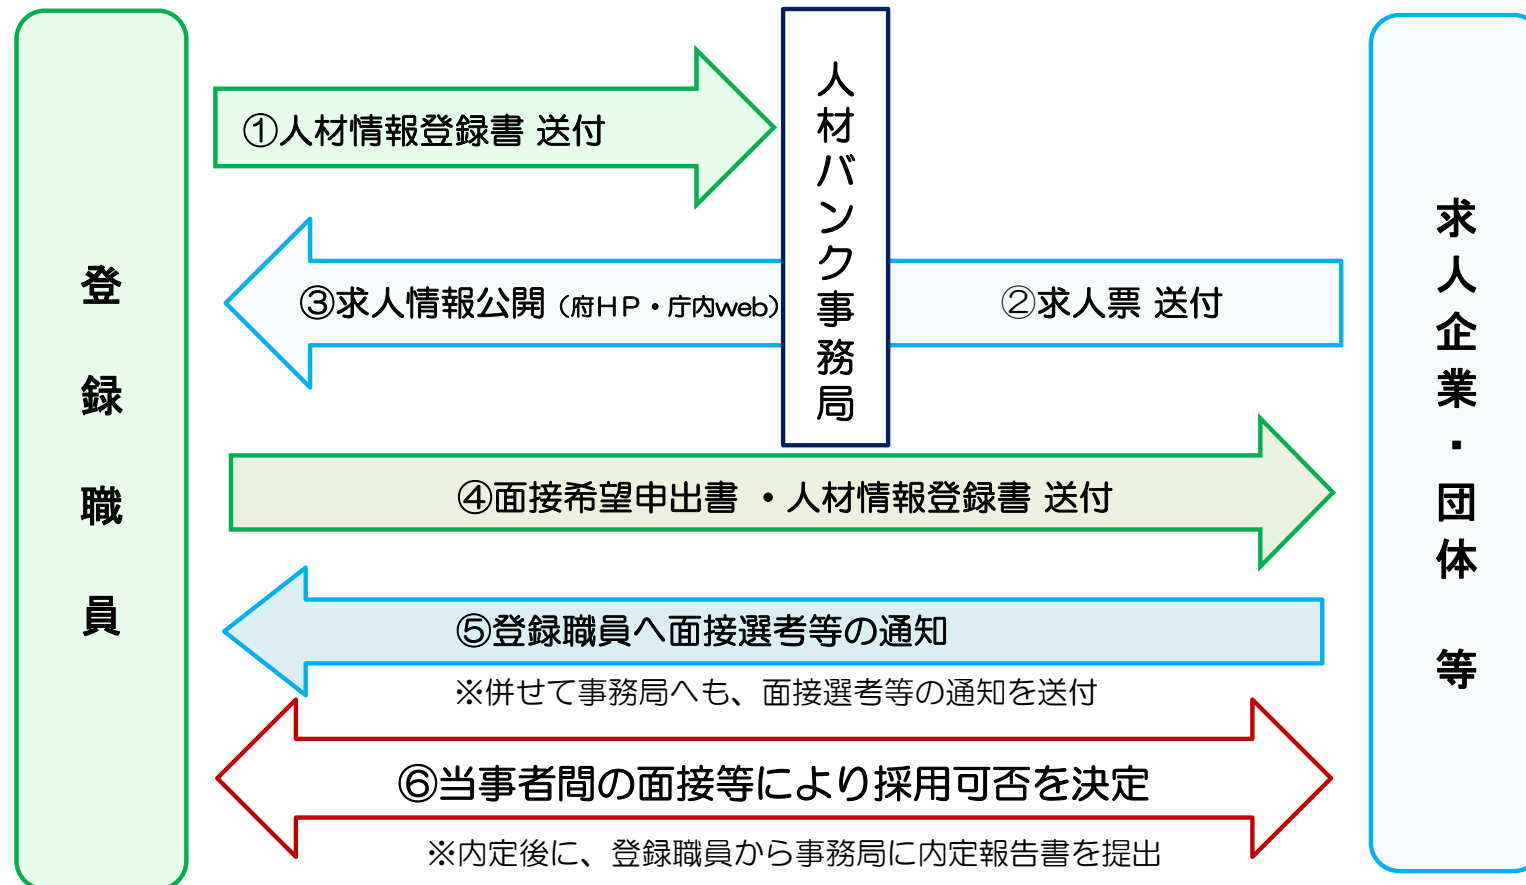 登録職員
人材バンク事務局
求人企業・団体 等
①人材情報登録書 送付
③求人情報公開（府HP・庁内web）
②求人票 送付
④面接希望申出書 ・人材情報登録書 送付
⑤登録職員へ面接選考等の通知
※併せて事務局へも、面接選考等の通知を送付
⑥当事者間の面接等により採用可否を決定
※内定後に、登録職員から事務局に内定報告書を提出